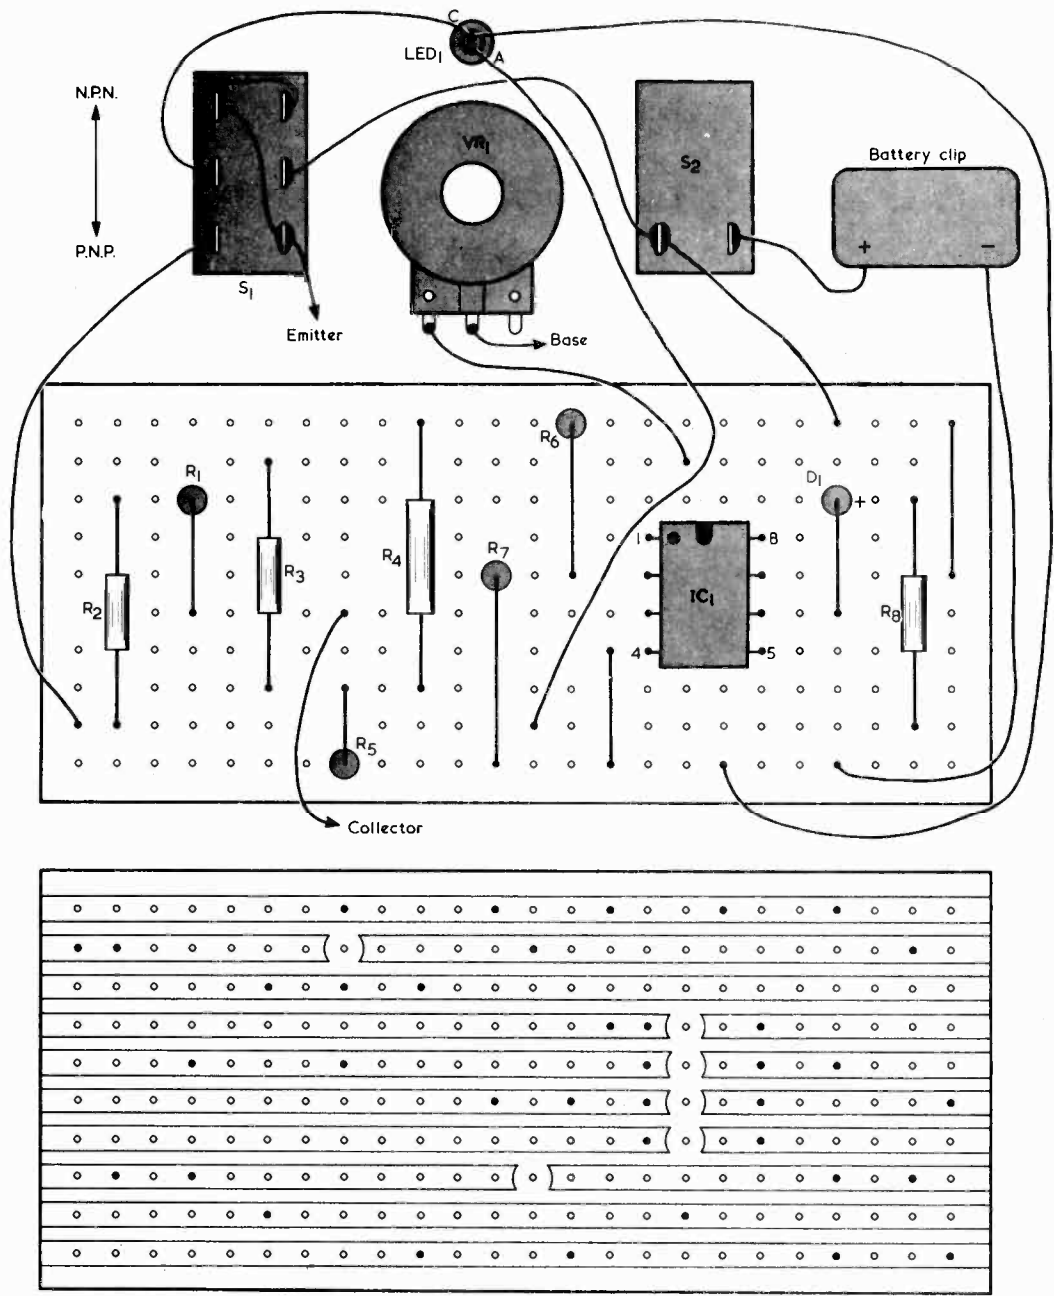 C
LED1
A
N.P.N.
P.N.P.
S1
Emitter
VR1
Base
S2
Battery clip
+ −
R1
R2
R3
R4
R5
R6
R7
R8
D1
+
1
8
IC1
4
5
Collector